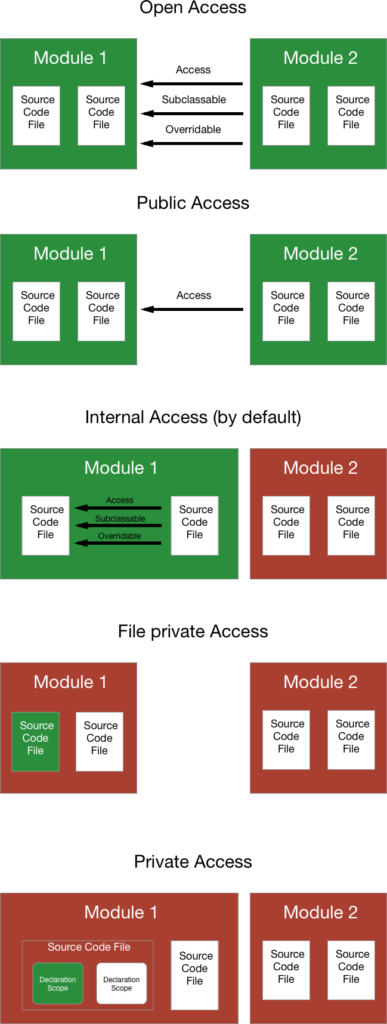 Open Access
Module 1
Module 2
Source
Code
File
Source
Code
File
Access
Subclassable
Overridable
Source
Code
File
Source
Code
File
Public Access
Module 1
Module 2
Source
Code
File
Source
Code
File
Access
Source
Code
File
Source
Code
File
Internal Access (by default)
Module 1
Module 2
Source
Code
File
Access
Subclassable
Overridable
Source
Code
File
Source
Code
File
Source
Code
File
File private Access
Module 1
Module 2
Source
Code
File
Source
Code
File
Source
Code
File
Source
Code
File
Private Access
Module 1
Module 2
Source Code File
Declaration
Scope
Declaration
Scope
Source
Code
File
Source
Code
File
Source
Code
File